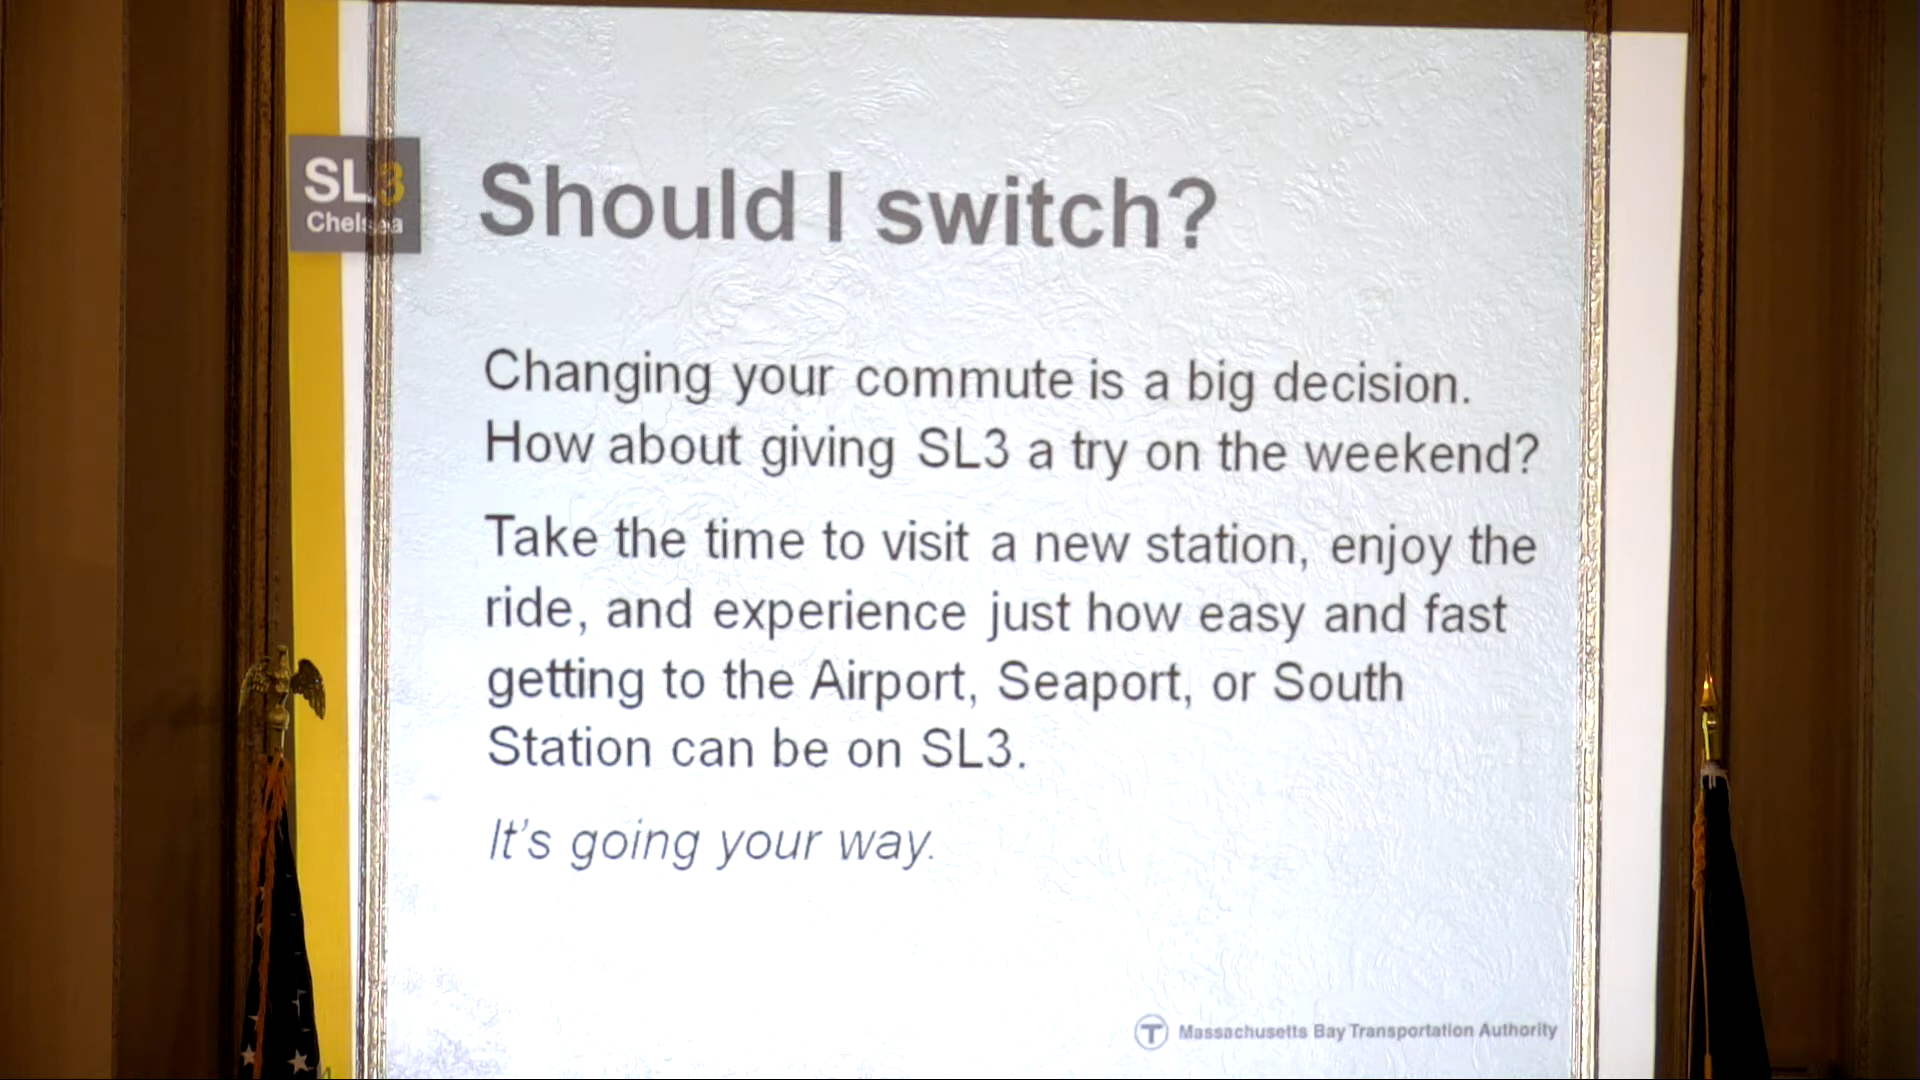 SL3
Chelsea
Should I switch?
Changing your commute is a big decision.
How about giving SL3 a try on the weekend?
Take the time to visit a new station, enjoy the
ride, and experience just how easy and fast
getting to the Airport, Seaport, or South
Station can be on SL3.
It's going your way.
T Massachusetts Bay Transportation Authority